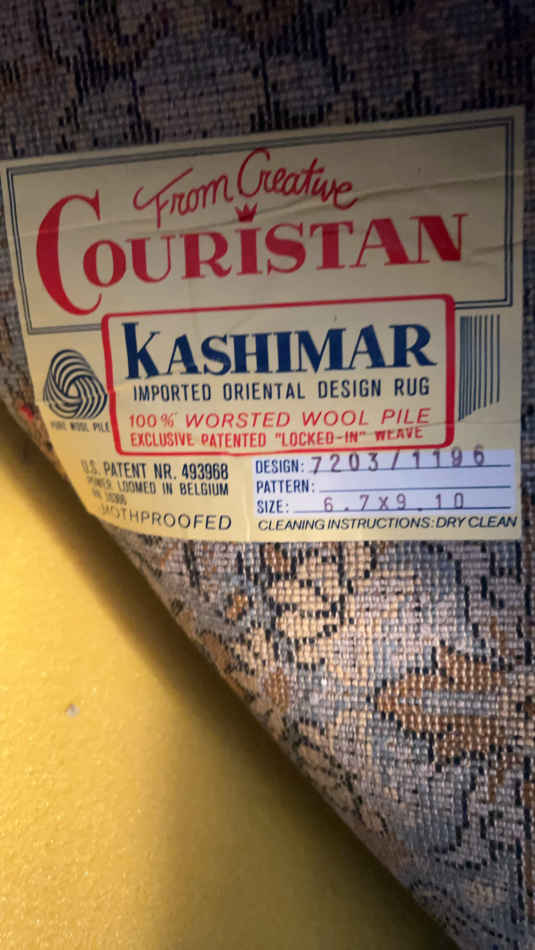 From Creative
COURISTAN
KASHIMAR
IMPORTED ORIENTAL DESIGN RUG
100% WORSTED WOOL PILE
EXCLUSIVE PATENTED "LOCKED-IN" WEAVE
PURE WOOL PILE
U.S. PATENT NR. 493968
POWER LOOMED IN BELGIUM
RN
MOTHPROOFED
DESIGN: 7203/1196
PATTERN:
SIZE: 6.7x9.10
CLEANING INSTRUCTIONS: DRY CLEAN